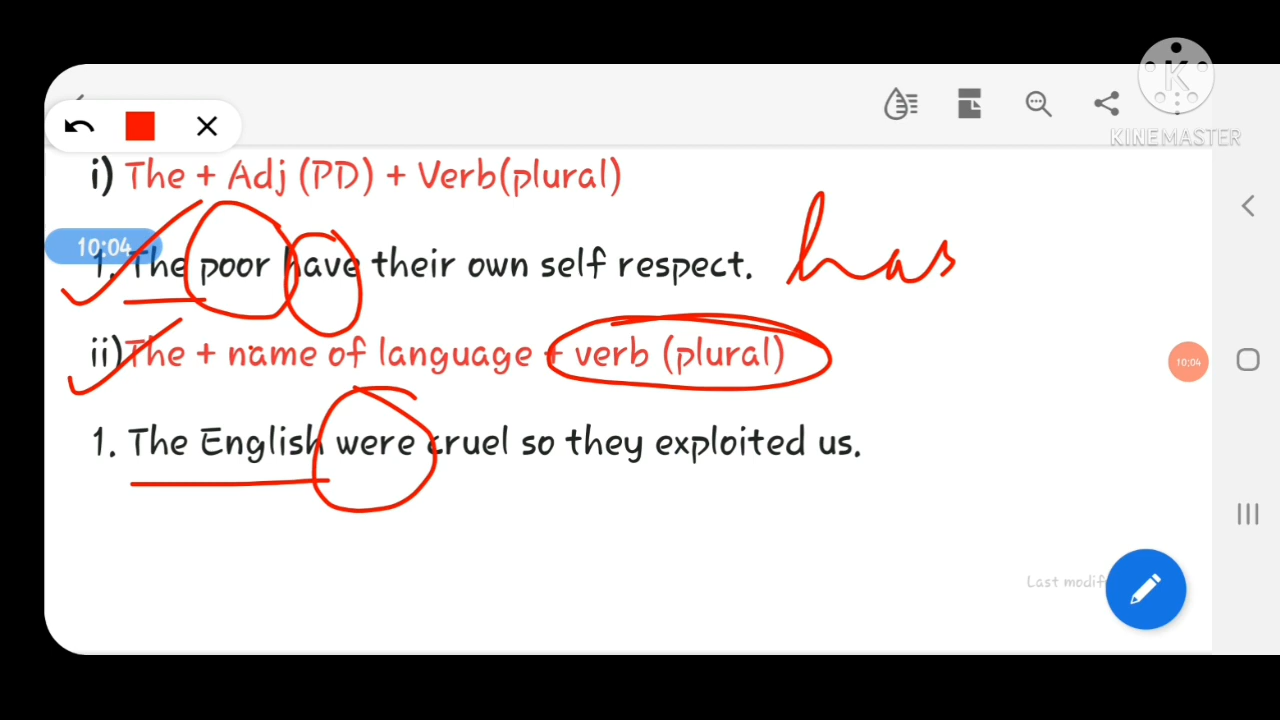 KINEMASTER
i) The + Adj (PD) + Verb(plural)
10:04
1. The poor have their own self respect. has
ii) The + name of language + verb (plural)
10:04
1. The English were cruel so they exploited us.
Last modif